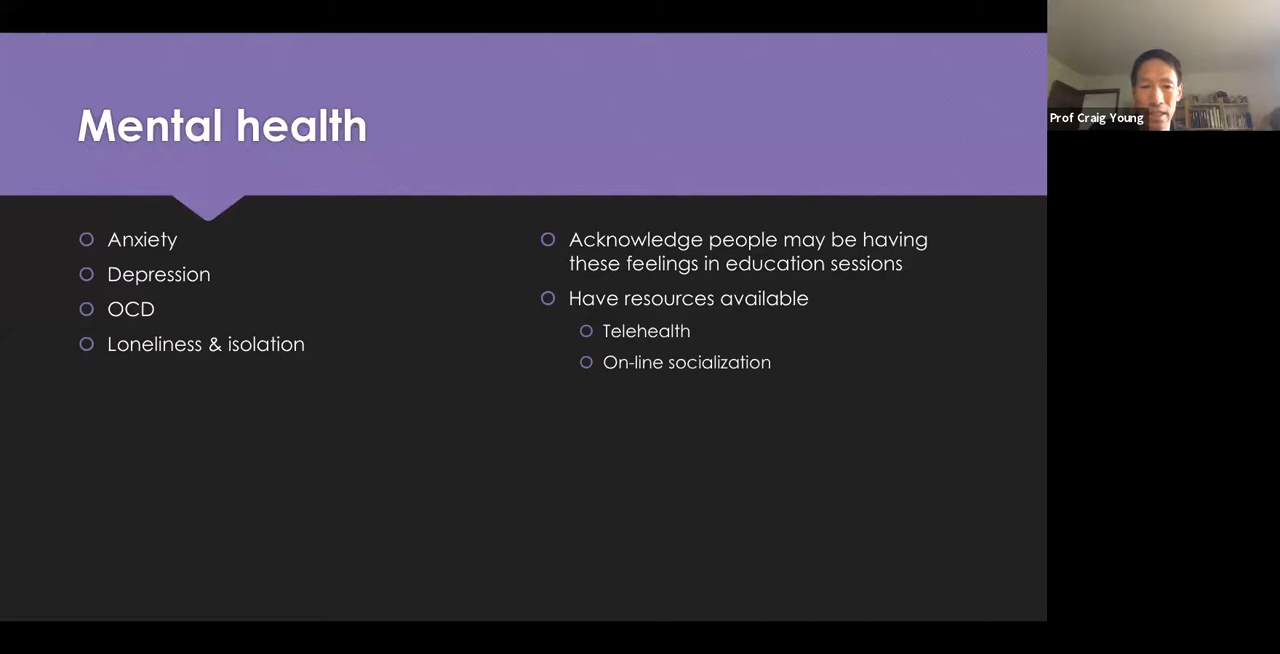 Mental health
Anxiety
Depression
OCD
Loneliness & isolation
Acknowledge people may be having
these feelings in education sessions
Have resources available
Telehealth
On-line socialization
Prof Craig Young